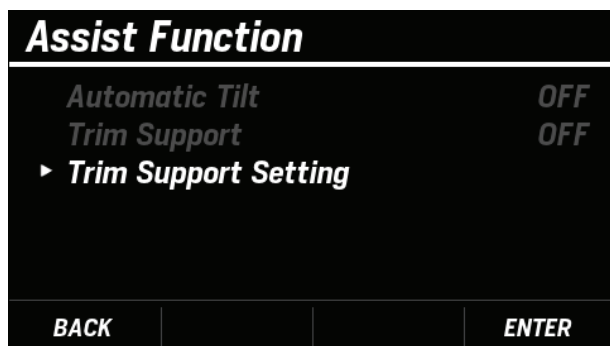 Assist Function
Automatic Tilt OFF
Trim Support OFF
Trim Support Setting
BACK ENTER